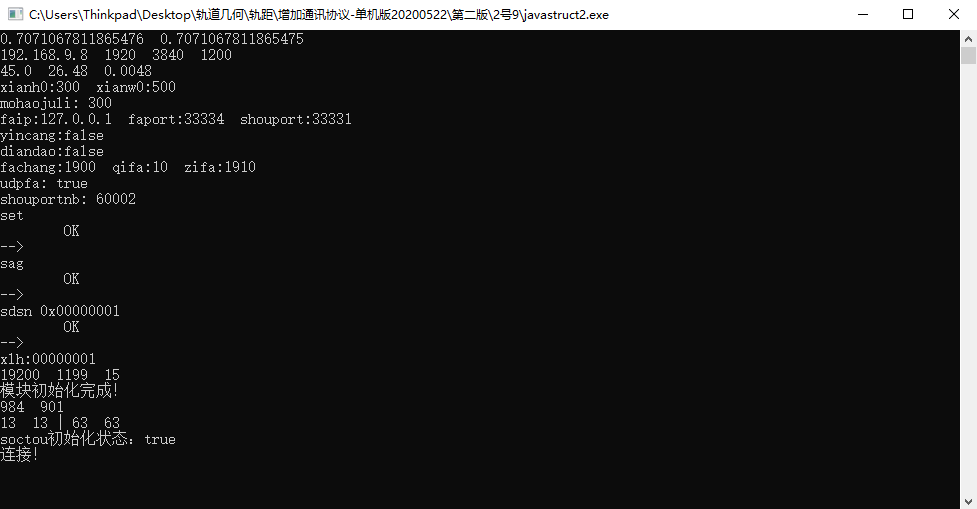 C:\Users\Thinkpad\Desktop\轨道几何\轨距\增加通讯协议-单机版20200522\第二版\2号9\javastruct2.exe
0.7071067811865476  0.7071067811865475
192.168.9.8  1920  3840  1200
45.0  26.48  0.0048
xianh0:300  xianw0:500
mohaojuli: 300
faip:127.0.0.1  faport:33334  shouport:33331
yincang:false
diandao:false
fachang:1900  qifa:10  zifa:1910
udpfa: true
shouportnb: 60002
set
OK
-->
sag
OK
-->
sdsn 0x00000001
OK
-->
xlh:00000001
19200  1199  15
模块初始化完成!
984  901
13  13 | 63  63
soctou初始化状态：true
连接!